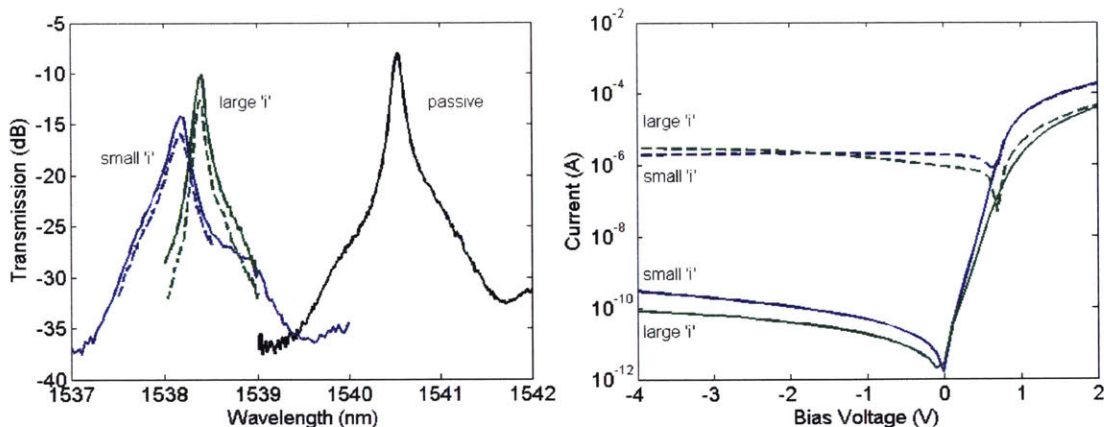 -5
-10
-15
-20
-25
-30
-35
-40
Transmission (dB)
large 'i'
small 'i'
passive
1537
1538
1539
1540
1541
1542
Wavelength (nm)
10-2
10-4
10-6
10-8
10-10
10-12
Current (A)
large 'i'
small 'i'
small 'i'
large 'i'
-4
-3
-2
-1
0
1
2
Bias Voltage (V)